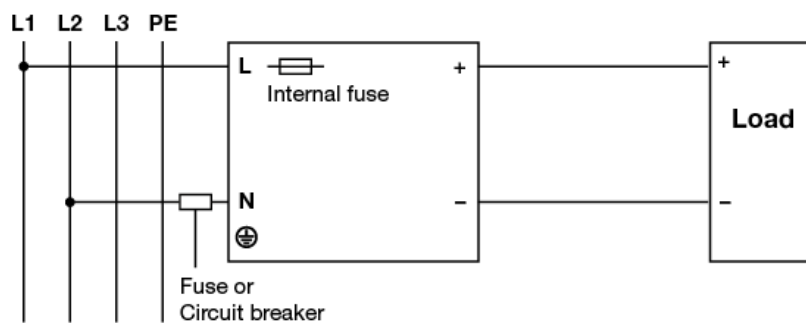 L1 L2 L3 PE
L
+
Internal fuse
N
−
Fuse or
Circuit breaker
+
Load
−